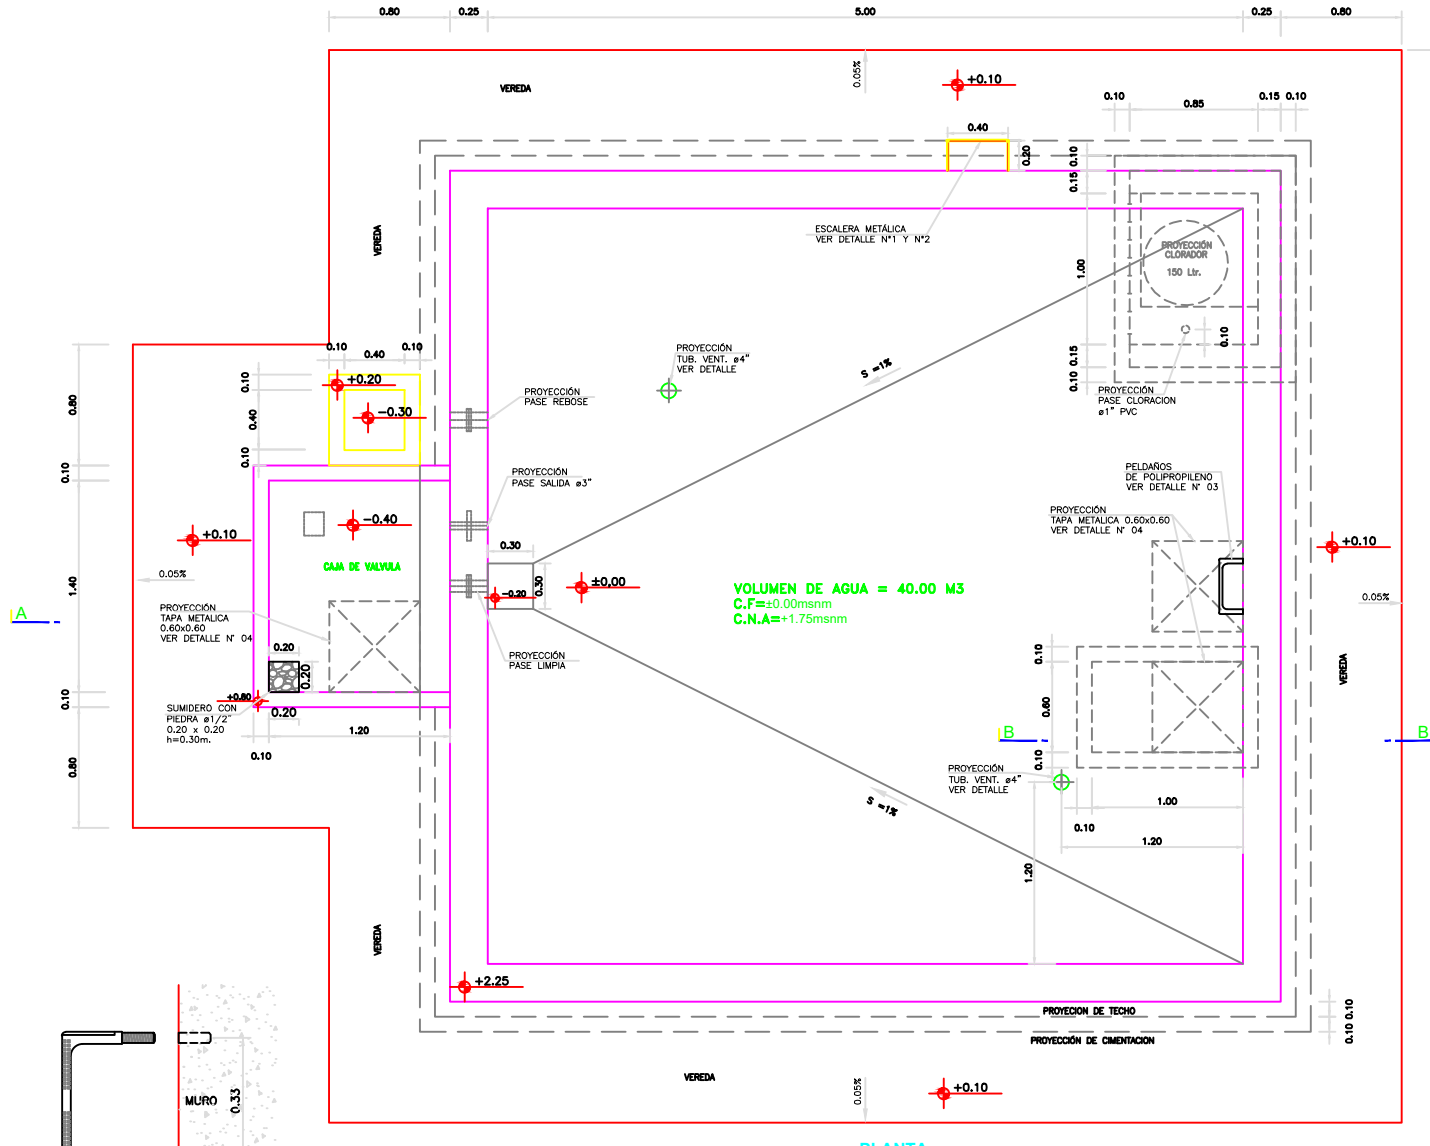 0.80
0.25
5.00
0.25
0.80
VEREDA
0.05%
+0.10
0.10
0.85
0.15
0.10
0.40
0.20
0.10
0.15
VEREDA
ESCALERA METÁLICA
VER DETALLE N°1 Y N°2
PROYECCIÓN
CLORADOR
150 Ltr.
1.00
0.10
0.15
0.10
PROYECCIÓN
PASE CLORACION
ø1" PVC
0.10
0.40
0.10
+0.20
-0.30
0.10
0.40
0.10
0.80
0.10
1.40
0.10
0.80
PROYECCIÓN
TUB. VENT. ø4"
VER DETALLE
S =1%
PROYECCIÓN
PASE REBOSE
PROYECCIÓN
PASE SALIDA ø3"
PELDAÑOS
DE POLIPROPILENO
VER DETALLE N° 03
PROYECCIÓN
TAPA METALICA 0.60x0.60
VER DETALLE N° 04
-0.40
+0.10
+0.10
CAJA DE VALVULA
0.05%
0.30
0.30
-0.20
±0.00
VOLUMEN DE AGUA = 40.00 M3
C.F=±0.00msnm
C.N.A=+1.75msnm
0.05%
A
PROYECCIÓN
TAPA METALICA
0.60x0.60
VER DETALLE N° 04
0.20
0.20
PROYECCIÓN
PASE LIMPIA
0.10
0.60
0.10
VEREDA
+0.80
SUMIDERO CON
PIEDRA ø1/2"
0.20 x 0.20
h=0.30m.
0.20
1.20
0.10
B
B
PROYECCIÓN
TUB. VENT. ø4"
VER DETALLE
S =1%
1.00
0.10
1.20
1.20
VEREDA
+2.25
PROYECION DE TECHO
PROYECCIÓN DE CIMENTACION
0.10
0.10
VEREDA
0.05%
+0.10
MURO
0.33
PLANTA